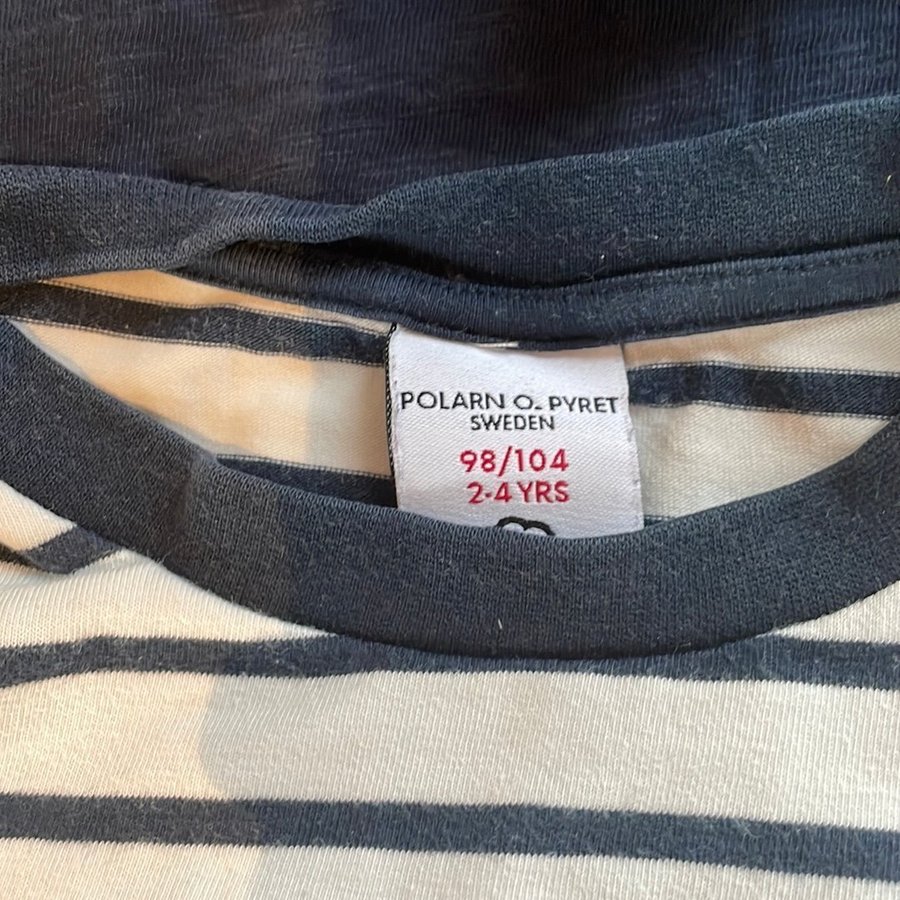 POLARN O. PYRET
SWEDEN
98/104
2-4 YRS